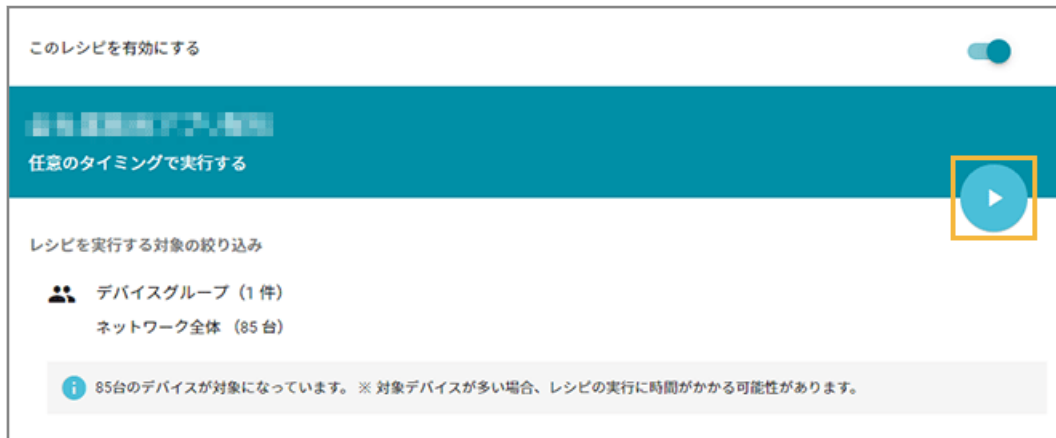 このレシピを有効にする
任意のタイミングで実行する
レシピを実行する対象の絞り込み
デバイスグループ（1 件）
ネットワーク全体 （85 台）
85台のデバイスが対象になっています。 ※ 対象デバイスが多い場合、レシピの実行に時間がかかる可能性があります。